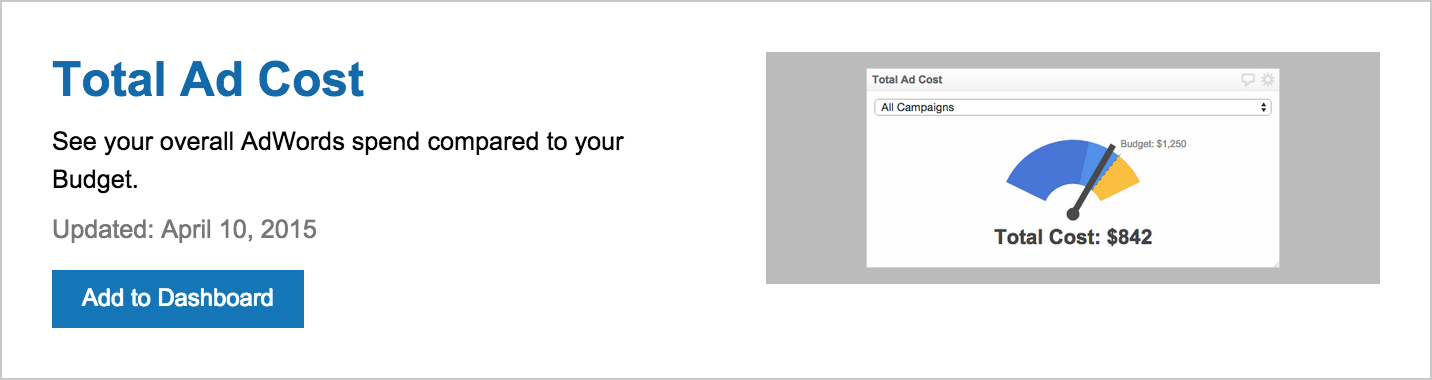 Total Ad Cost
See your overall AdWords spend compared to your
Budget.
Updated: April 10, 2015
Add to Dashboard
Total Ad Cost
All Campaigns
Budget: $1,250
Total Cost: $842